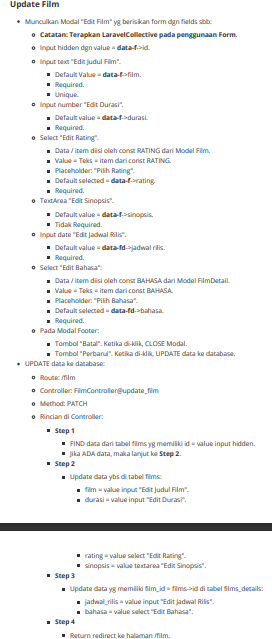 Update Film
Munculkan Modal "Edit Film" yg berisikan form dgn fields sbb:
Catatan: Terapkan LaravelCollective pada penggunaan Form.
Input hidden dgn value = data-f->id.
Input text "Edit Judul Film".
Default Value = data-f->film.
Required.
Unique.
Input number "Edit Durasi".
Default value = data-f->durasi.
Required.
Select "Edit Rating".
Data / item diisi oleh const RATING dari Model Film.
Value = Teks = item dari const RATING.
Placeholder: "Pilih Rating".
Default selected = data-f->rating.
Required.
TextArea "Edit Sinopsis".
Default value = data-f->sinopsis.
Tidak Required.
Input date "Edit Jadwal Rilis".
Default value = data-fd->jadwal rilis.
Required.
Select "Edit Bahasa":
Data / item diisi oleh const BAHASA dari Model FilmDetail.
Value = Teks = item dari const BAHASA.
Placeholder: "Pilih Bahasa".
Default selected = data-fd->bahasa.
Required.
Pada Modal Footer:
Tombol "Batal". Ketika di-klik, CLOSE Modal.
Tombol "Perbarui". Ketika di-klik, UPDATE data ke database.
UPDATE data ke database:
Route: /film
Controller: FilmController@update_film
Method: PATCH
Rincian di Controller:
Step 1
FIND data dari tabel films yg memiliki id = value input hidden.
Jika ADA data, maka lanjut ke Step 2.
Step 2
Update data ybs di tabel films:
film = value input "Edit Judul Film".
durasi = value input "Edit Durasi".
rating = value select "Edit Rating".
sinopsis = value textarea "Edit Sinopsis".
Step 3
Update data yg memiliki film_id = films->id di tabel films_details:
jadwal_rilis = value input "Edit Jadwal Rilis".
bahasa = value select "Edit Bahasa".
Step 4
Return redirect ke halaman /film.